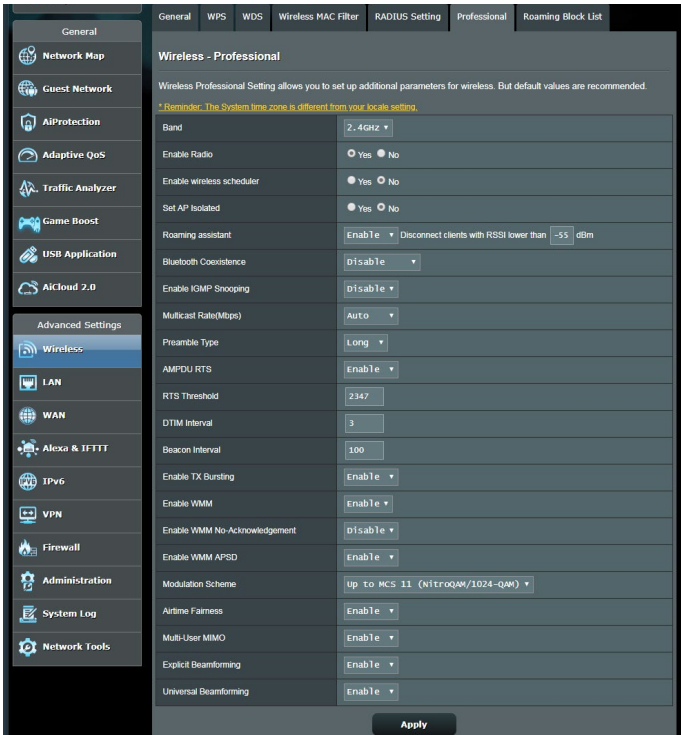 General
Network Map
Guest Network
AiProtection
Adaptive QoS
Traffic Analyzer
Game Boost
USB Application
AiCloud 2.0
Advanced Settings
Wireless
LAN
WAN
Alexa & IFTTT
IPv6
VPN
Firewall
Administration
System Log
Network Tools
General WPS WDS Wireless MAC Filter RADIUS Setting Professional Roaming Block List
Wireless - Professional
Wireless Professional Setting allows you to set up additional parameters for wireless. But default values are recommended.
* Reminder: The System time zone is different from your locale setting.
Band 2.4GHz
Enable Radio Yes No
Enable wireless scheduler Yes No
Set AP Isolated Yes No
Roaming assistant Enable Disconnect clients with RSSI lower than -55 dBm
Bluetooth Coexistence Disable
Enable IGMP Snooping Disable
Multicast Rate(Mbps) Auto
Preamble Type Long
AMPDU RTS Enable
RTS Threshold 2347
DTIM Interval 3
Beacon Interval 100
Enable TX Bursting Enable
Enable WMM Enable
Enable WMM No-Acknowledgement Disable
Enable WMM APSD Enable
Modulation Scheme Up to MCS 11 (NitroQAM/1024-QAM)
Airtime Fairness Enable
Multi-User MIMO Enable
Explicit Beamforming Enable
Universal Beamforming Enable
Apply